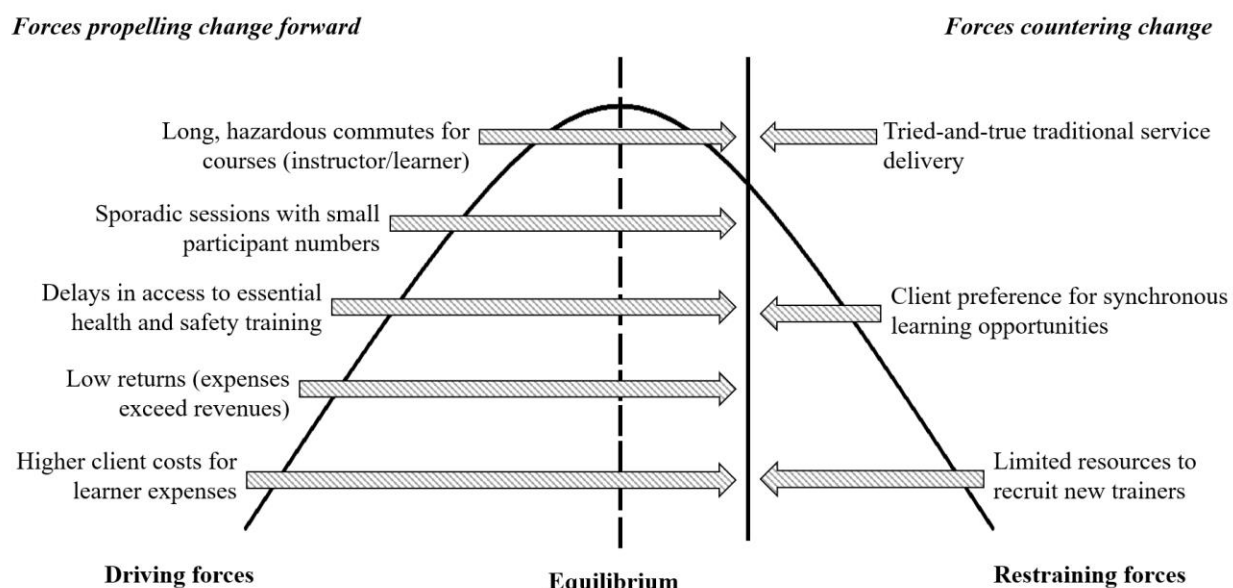 Forces propelling change forward
Forces countering change
Long, hazardous commutes for
courses (instructor/learner)
Tried-and-true traditional service
delivery
Sporadic sessions with small
participant numbers
Delays in access to essential
health and safety training
Client preference for synchronous
learning opportunities
Low returns (expenses
exceed revenues)
Higher client costs for
learner expenses
Limited resources to
recruit new trainers
Driving forces
Equilibrium
Restraining forces